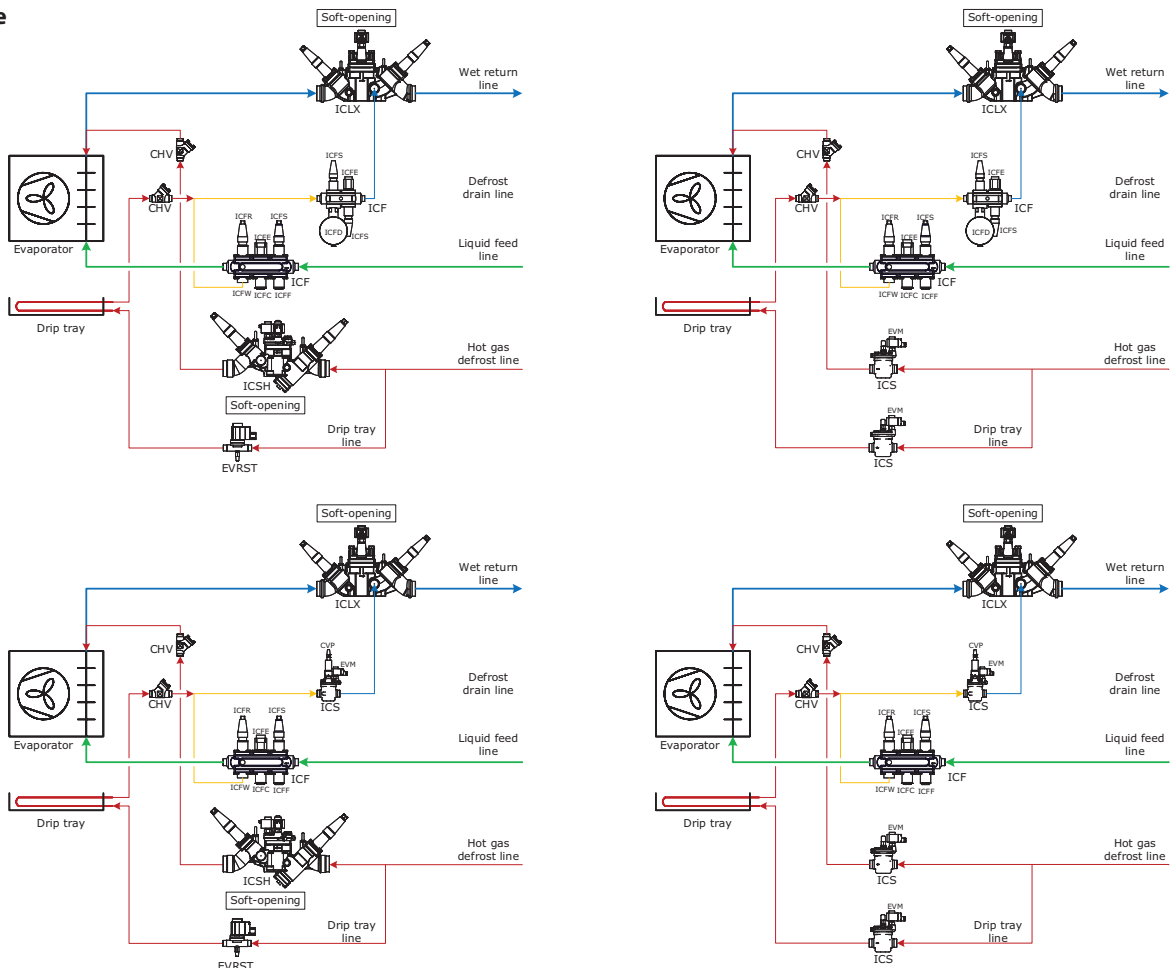 e
Soft-opening
Wet return
line
ICLX
CHV
ICFS
ICFE
CHV
ICF
ICFD
ICFS
Defrost
drain line
Evaporator
ICFR
ICFS
ICFE
Liquid feed
line
ICF
ICFW
ICFC
ICFF
Drip tray
Hot gas
defrost line
ICSH
Soft-opening
Drip tray
line
EVRST
Soft-opening
Wet return
line
ICLX
CHV
ICFS
ICFE
CHV
ICF
ICFD
ICFS
Defrost
drain line
Evaporator
ICFR
ICFS
ICFE
Liquid feed
line
ICF
ICFW
ICFC
ICFF
Drip tray
EVM
Hot gas
defrost line
ICS
EVM
Drip tray
line
ICS
Soft-opening
Wet return
line
ICLX
CHV
CVP
EVM
CHV
ICS
Defrost
drain line
Evaporator
ICFR
ICFS
ICFE
Liquid feed
line
ICF
ICFW
ICFC
ICFF
Drip tray
Hot gas
defrost line
ICSH
Soft-opening
Drip tray
line
EVRST
Soft-opening
Wet return
line
ICLX
CHV
CVP
EVM
CHV
ICS
Defrost
drain line
Evaporator
ICFR
ICFS
ICFE
Liquid feed
line
ICF
ICFW
ICFC
ICFF
Drip tray
EVM
Hot gas
defrost line
ICS
EVM
Drip tray
line
ICS